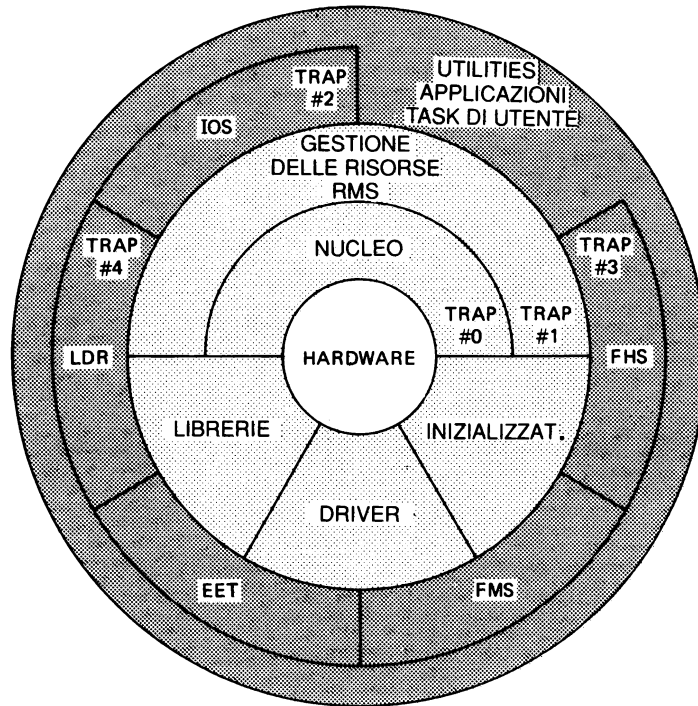 UTILITIES
APPLICAZIONI
TASK DI UTENTE
TRAP
#2
IOS
GESTIONE
DELLE RISORSE
RMS
NUCLEO
TRAP
#4
TRAP
#3
TRAP
#0
TRAP
#1
LDR
HARDWARE
FHS
LIBRERIE
INIZIALIZZAT.
DRIVER
EET
FMS